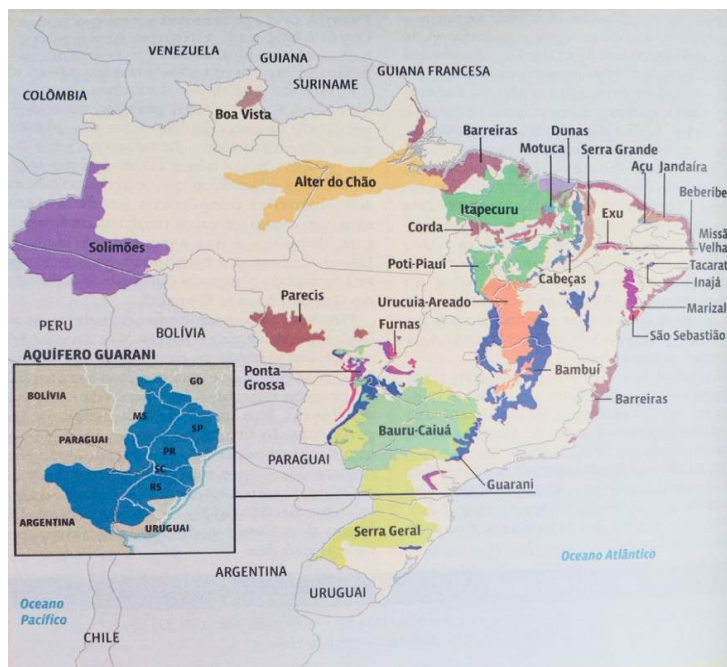 VENEZUELA
GUIANA
SURINAME
GUIANA FRANCESA
COLÔMBIA
Boa Vista
Barreiras
Dunas
Motuca
Serra Grande
Açu
Jandaíra
Beberibe
Alter do Chão
Itapecuru
Exu
Missã
Velha
Corda
Solimões
Tacarat
Poti-Piauí
Cabeças
Inajá
Urucuia-Areado
Parecis
Marizal
PERU
BOLÍVIA
Furnas
São Sebastião
AQUÍFERO GUARANI
Ponta
Grossa
Bambuí
Barreiras
GO
BOLÍVIA
MS
SP
PARAGUAI
PR
SC
RS
ARGENTINA
URUGUAI
Bauru-Caiuá
PARAGUAI
Guarani
Serra Geral
Oceano Atlântico
ARGENTINA
Oceano
Pacífico
URUGUAI
CHILE